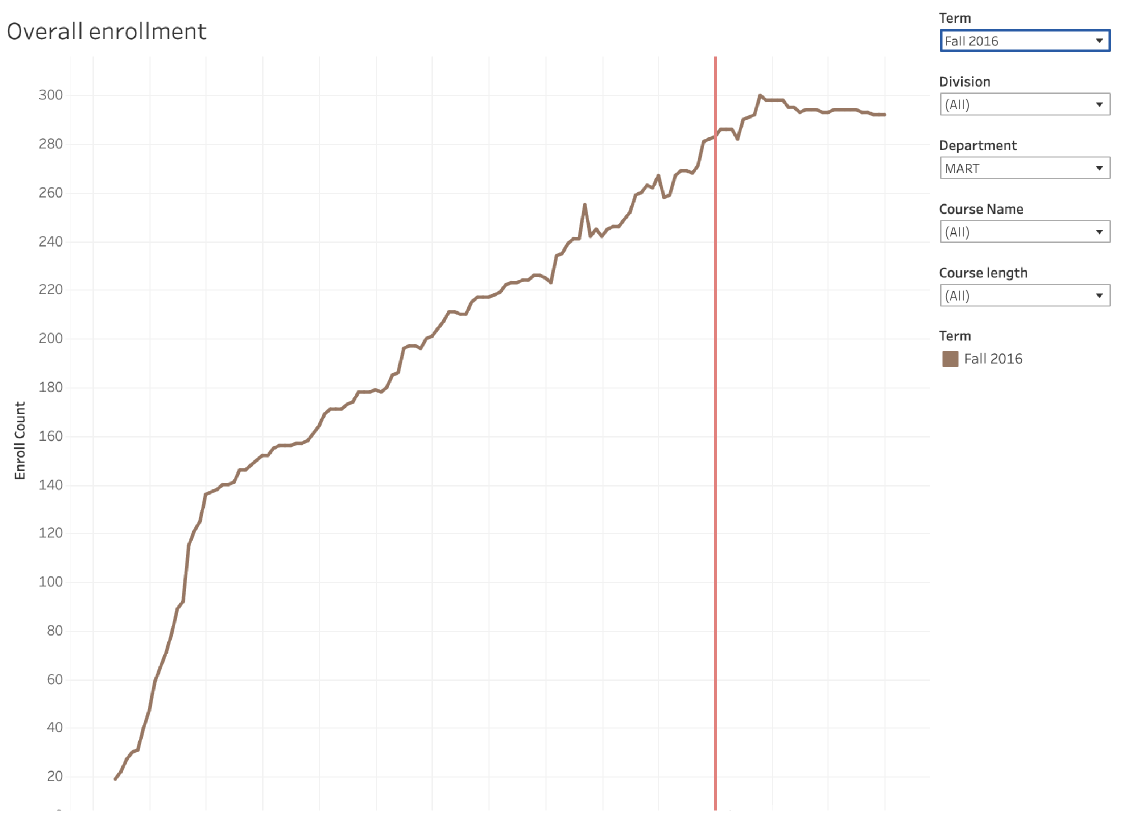 Overall enrollment
Enroll Count
300
280
260
240
220
200
180
160
140
120
100
80
60
40
20
Term
Fall 2016
Division
(All)
Department
MART
Course Name
(All)
Course length
(All)
Term
Fall 2016